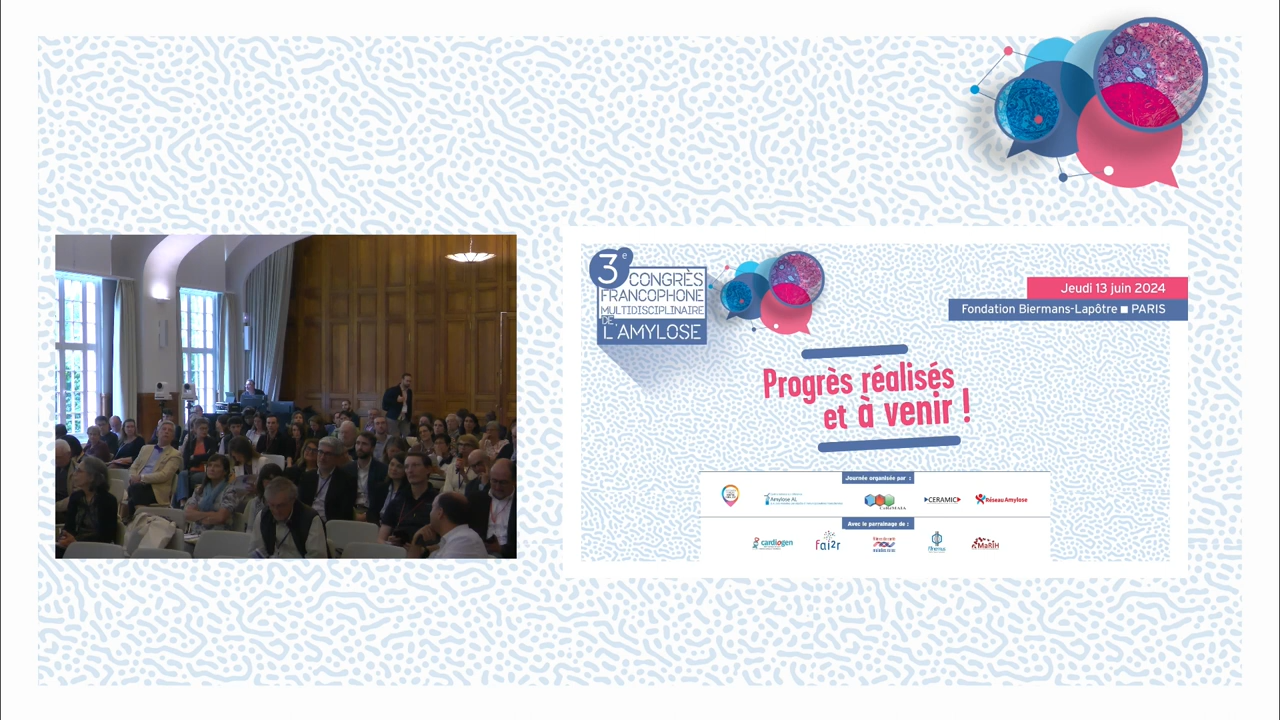 3e
CONGRÈS
FRANCOPHONE
MULTIDISCIPLINAIRE
DE
L'AMYLOSE
Jeudi 13 juin 2024
Fondation Biermans-Lapôtre ■ PARIS
Progrès réalisés
et à venir !
Journée organisée par :
Amylose AL
CERAMIC
Réseau Amylose
Avec le parrainage de :
cardiogen
fai2r
filnemus
MaRIH